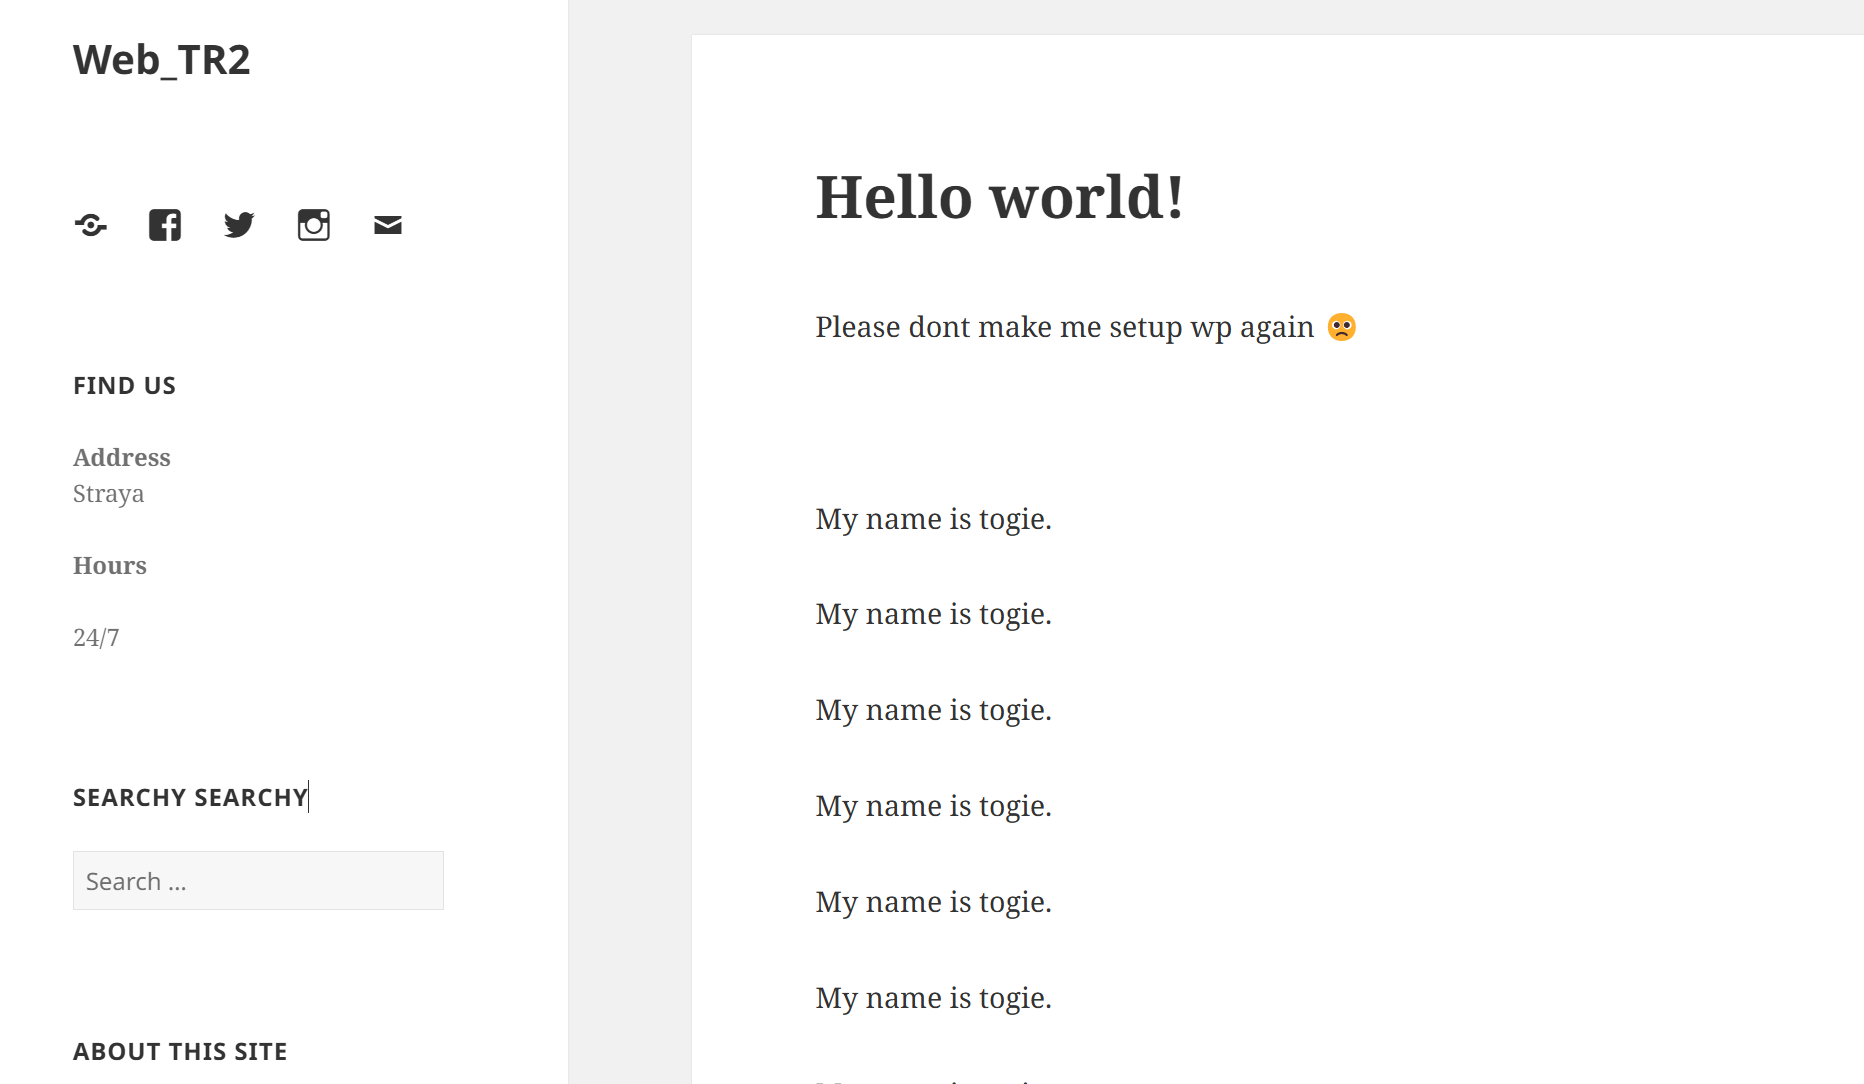 Web_TR2
FIND US
Address
Straya
Hours
24/7
SEARCHY SEARCHY
Search ...
ABOUT THIS SITE
Hello world!
Please dont make me setup wp again 🙁
My name is togie.
My name is togie.
My name is togie.
My name is togie.
My name is togie.
My name is togie.